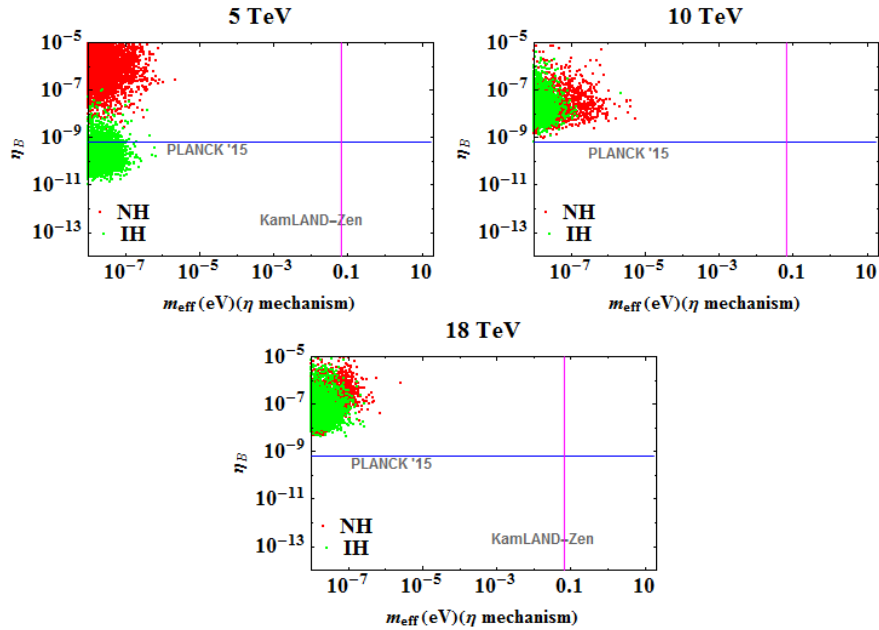 5 TeV
10^-5
10^-7
10^-9
10^-11
10^-13
η_B
PLANCK '15
KamLAND–Zen
NH
IH
10^-7
10^-5
10^-3
0.1
10
m_eff (eV)(η mechanism)
10 TeV
10^-5
10^-7
10^-9
10^-11
10^-13
η_B
PLANCK '15
NH
IH
10^-7
10^-5
10^-3
0.1
10
m_eff (eV)(η mechanism)
18 TeV
10^-5
10^-7
10^-9
10^-11
10^-13
η_B
PLANCK '15
KamLAND–Zen
NH
IH
10^-7
10^-5
10^-3
0.1
10
m_eff (eV)(η mechanism)